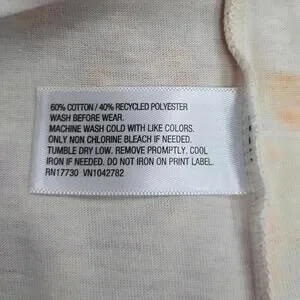 60% COTTON / 40% RECYCLED POLYESTER
WASH BEFORE WEAR.
MACHINE WASH COLD WITH LIKE COLORS.
ONLY NON CHLORINE BLEACH IF NEEDED.
TUMBLE DRY LOW. REMOVE PROMPTLY. COOL
IRON IF NEEDED. DO NOT IRON ON PRINT LABEL.
RN17730 VN1042782